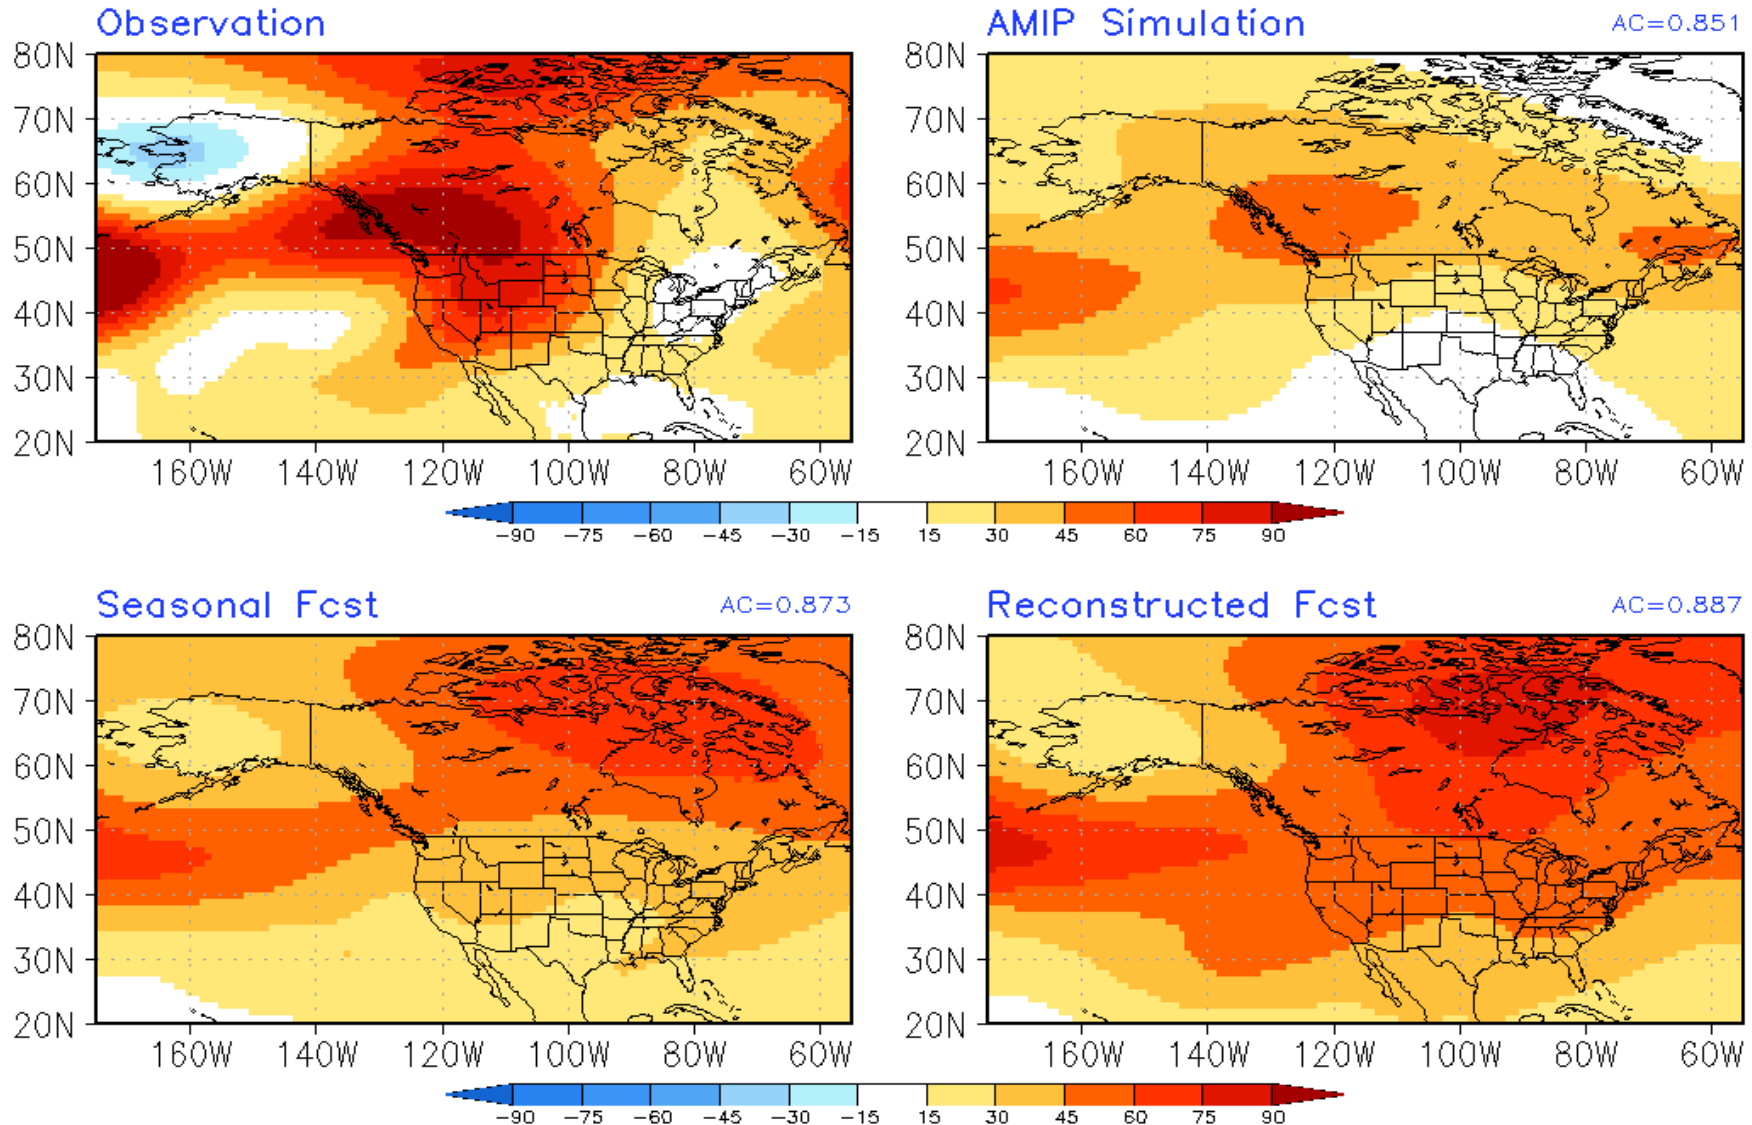 Observation
AMIP Simulation AC=0.851
80N 80N
70N 70N
60N 60N
50N 50N
40N 40N
30N 30N
20N 20N
160W 140W 120W 100W 80W 60W 160W 140W 120W 100W 80W 60W
−90 −75 −60 −45 −30 −15 15 30 45 60 75 90
Seasonal Fcst AC=0.873
Reconstructed Fcst AC=0.887
80N 80N
70N 70N
60N 60N
50N 50N
40N 40N
30N 30N
20N 20N
160W 140W 120W 100W 80W 60W 160W 140W 120W 100W 80W 60W
−90 −75 −60 −45 −30 −15 15 30 45 60 75 90